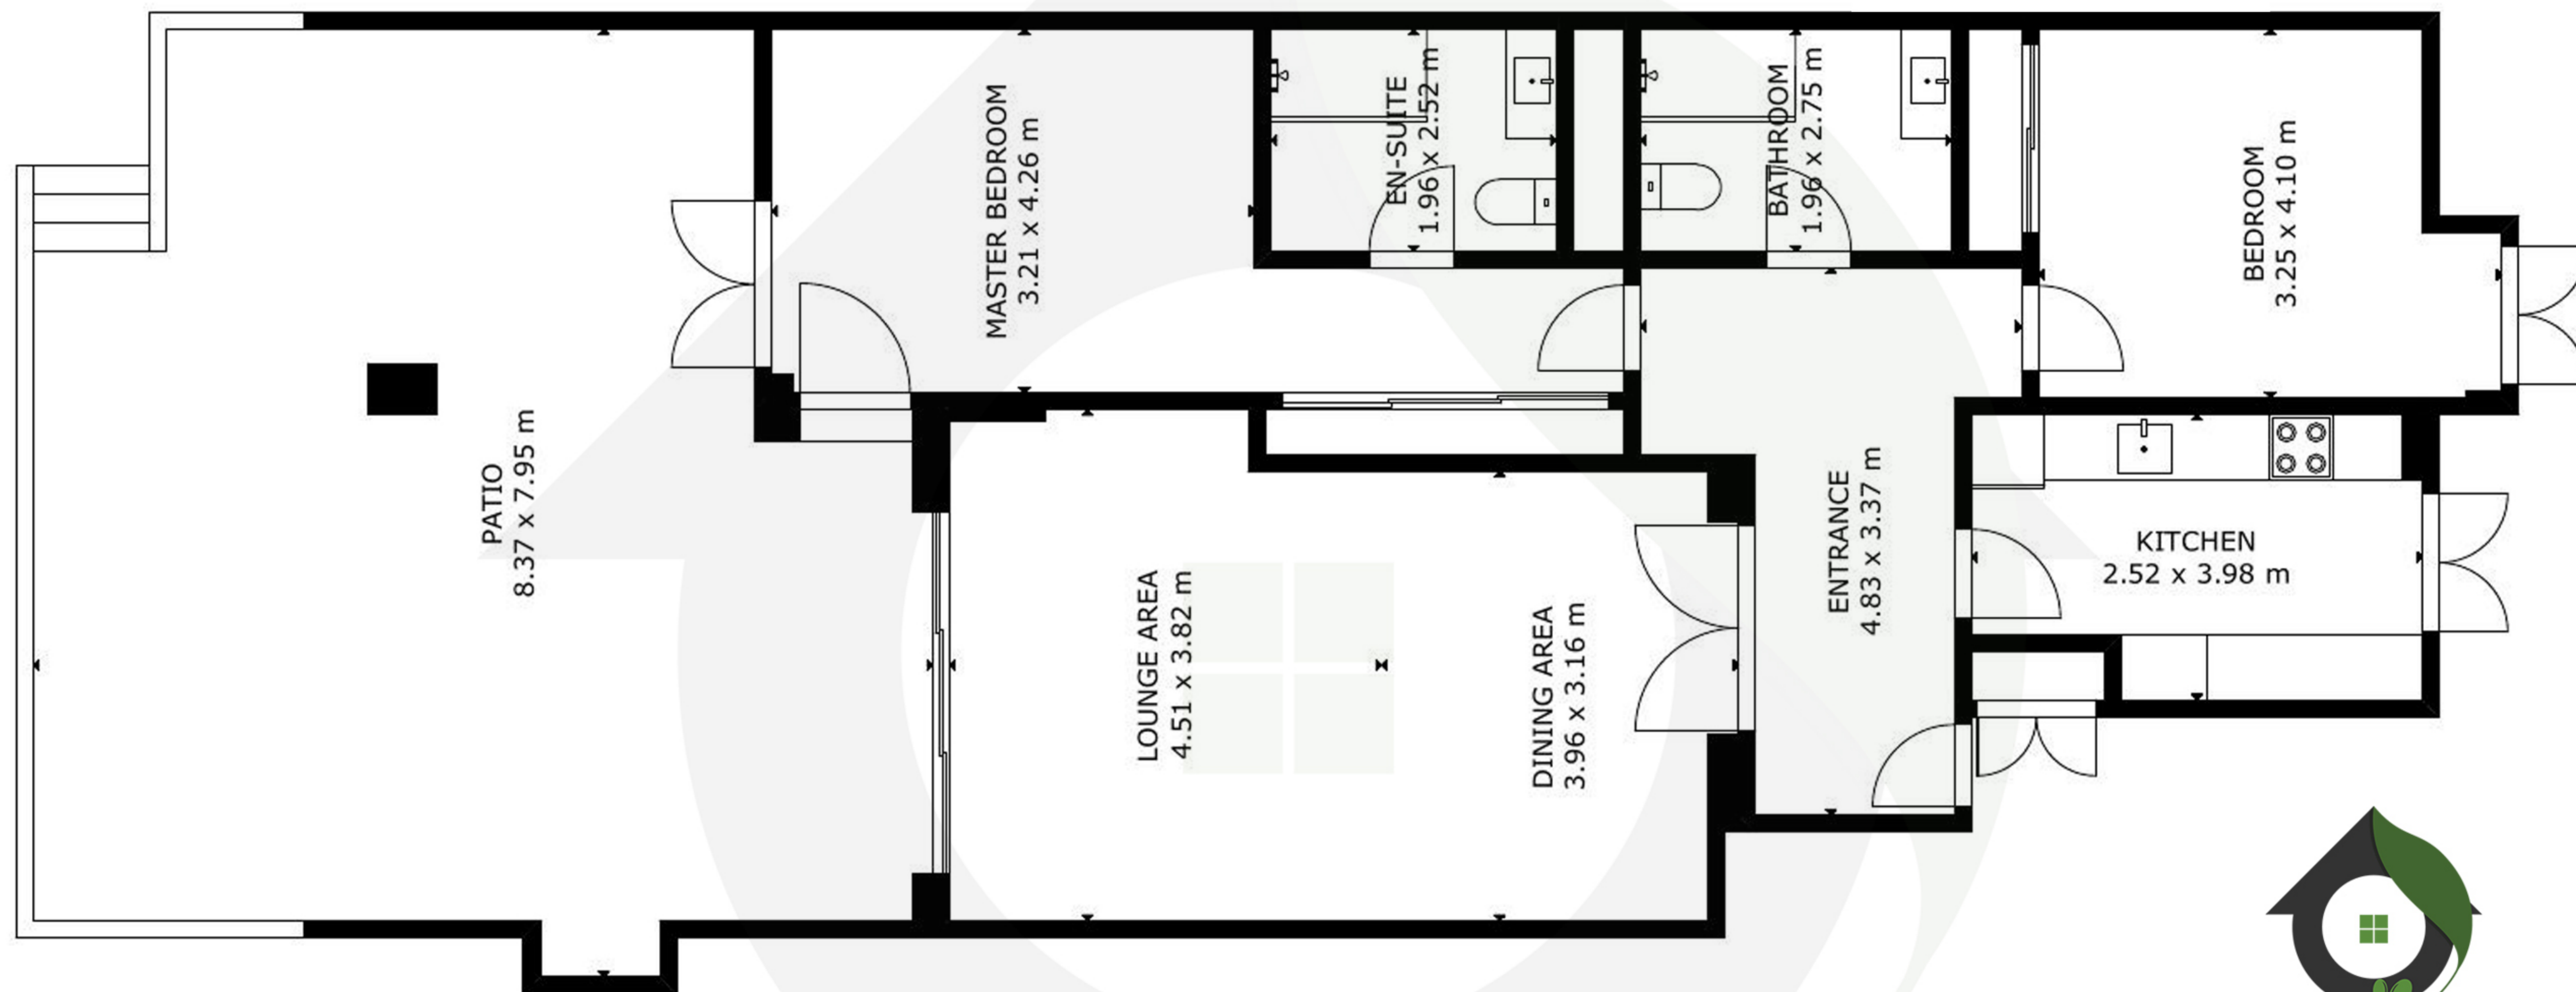 PATIO
8.37 x 7.95 m
MASTER BEDROOM
3.21 x 4.26 m
LOUNGE AREA
4.51 x 3.82 m
EN-SUITE
1.96 x 2.52 m
DINING AREA
3.96 x 3.16 m
BATHROOM
1.96 x 2.75 m
ENTRANCE
4.83 x 3.37 m
BEDROOM
3.25 x 4.10 m
KITCHEN
2.52 x 3.98 m